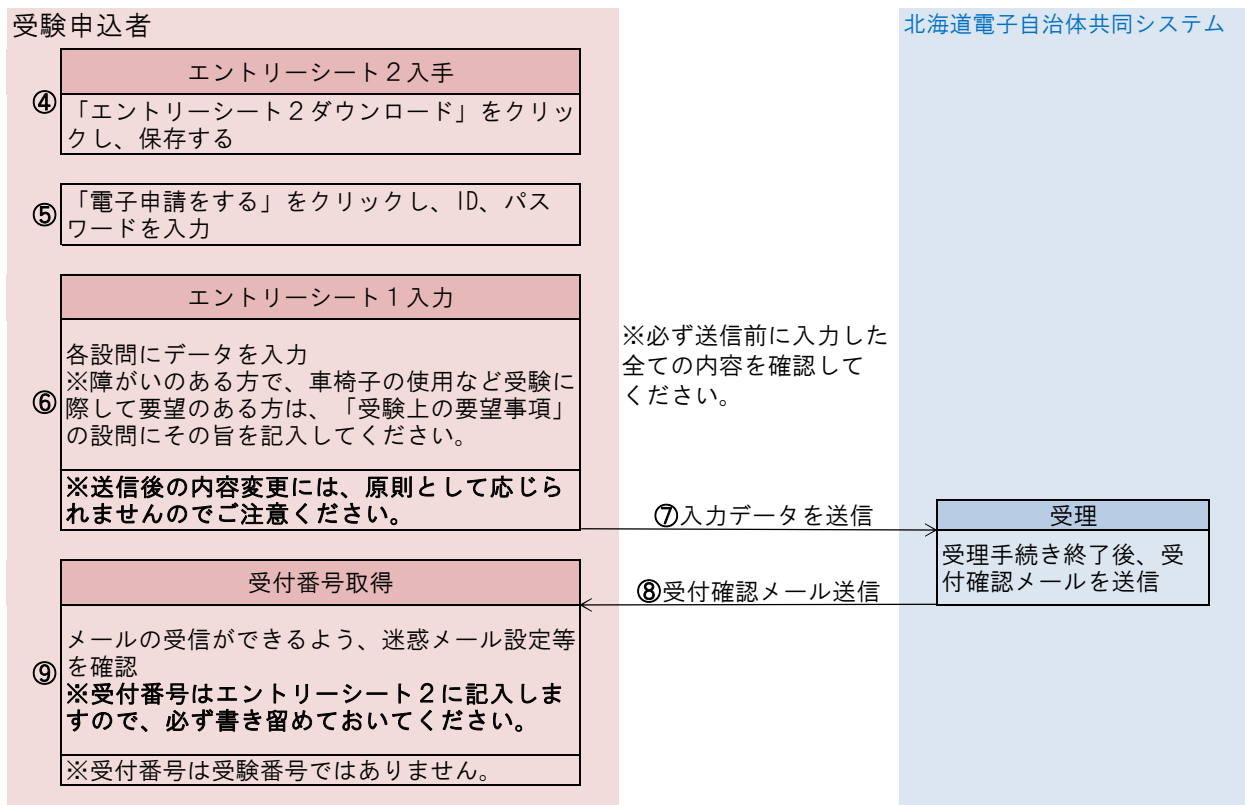 受験申込者
北海道電子自治体共同システム
エントリーシート２入手
④
「エントリーシート２ダウンロード」をクリッ
クし、保存する
⑤
「電子申請をする」をクリックし、ID、パス
ワードを入力
エントリーシート１入力
⑥
各設問にデータを入力
※障がいのある方で、車椅子の使用など受験に
際して要望のある方は、「受験上の要望事項」
の設問にその旨を記入してください。
※送信後の内容変更には、原則として応じら
れませんのでご注意ください。
※必ず送信前に入力した
全ての内容を確認して
ください。
⑦入力データを送信
受理
受理手続き終了後、受
付確認メールを送信
⑧受付確認メール送信
受付番号取得
⑨
メールの受信ができるよう、迷惑メール設定等
を確認
※受付番号はエントリーシート２に記入しま
すので、必ず書き留めておいてください。
※受付番号は受験番号ではありません。